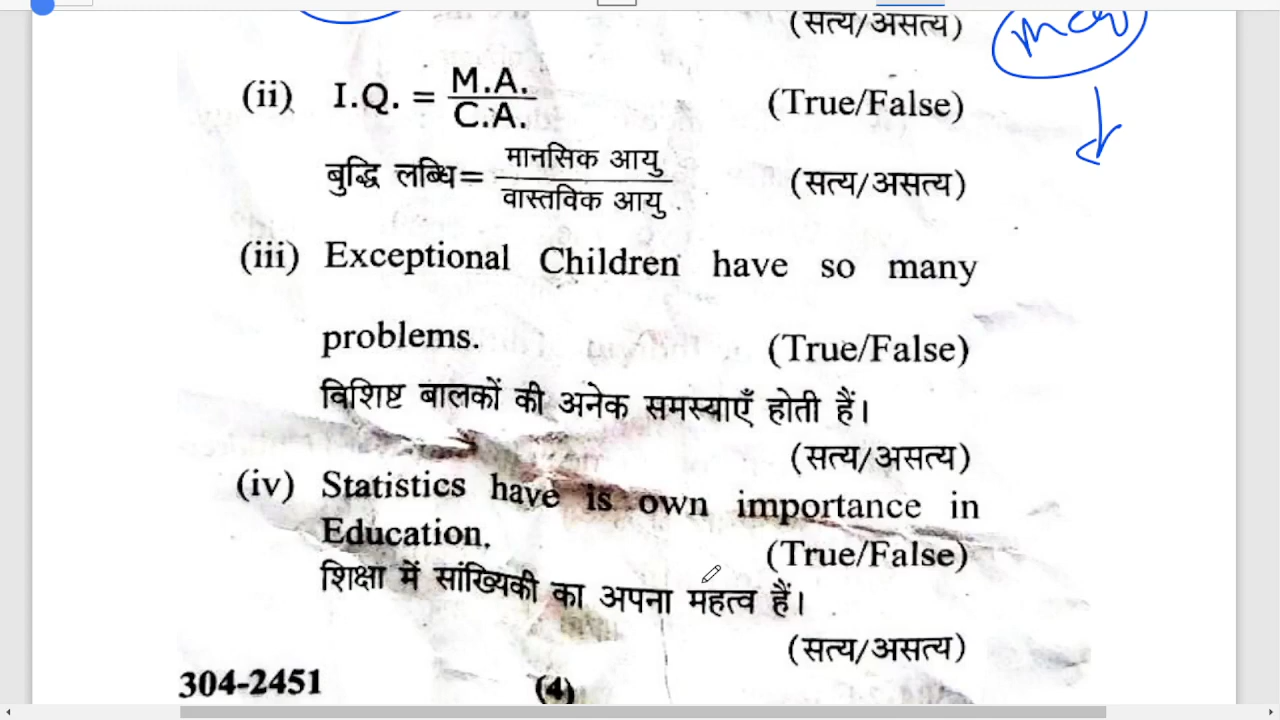 (सत्य/असत्य)
(ii) I.Q. = M.A. / C.A. (True/False)
बुद्धि लब्धि= मानसिक आयु / वास्तविक आयु (सत्य/असत्य)
(iii) Exceptional Children have so many
problems. (True/False)
विशिष्ट बालकों की अनेक समस्याएँ होती हैं।
(सत्य/असत्य)
(iv) Statistics have is own importance in
Education. (True/False)
शिक्षा में सांख्यिकी का अपना महत्व हैं।
(सत्य/असत्य)
304-2451 (4)